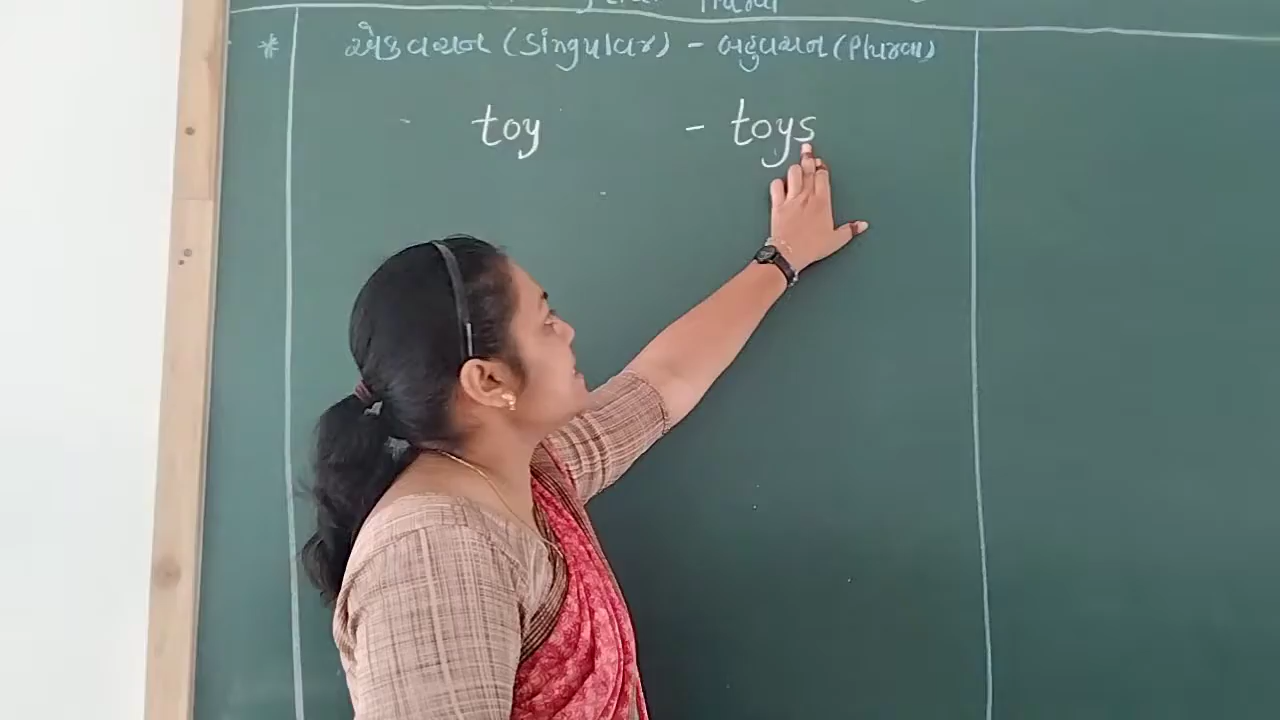 * એકવચન (Singular) - બહુવચન (Plural)
toy - toys